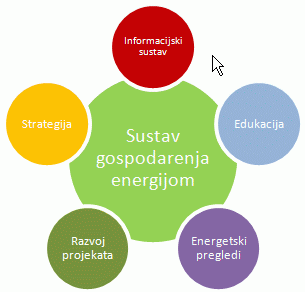 Informacijski
sustav
Strategija
Edukacija
Sustav
gospodarenja
energijom
Razvoj
projekata
Energetski
pregledi